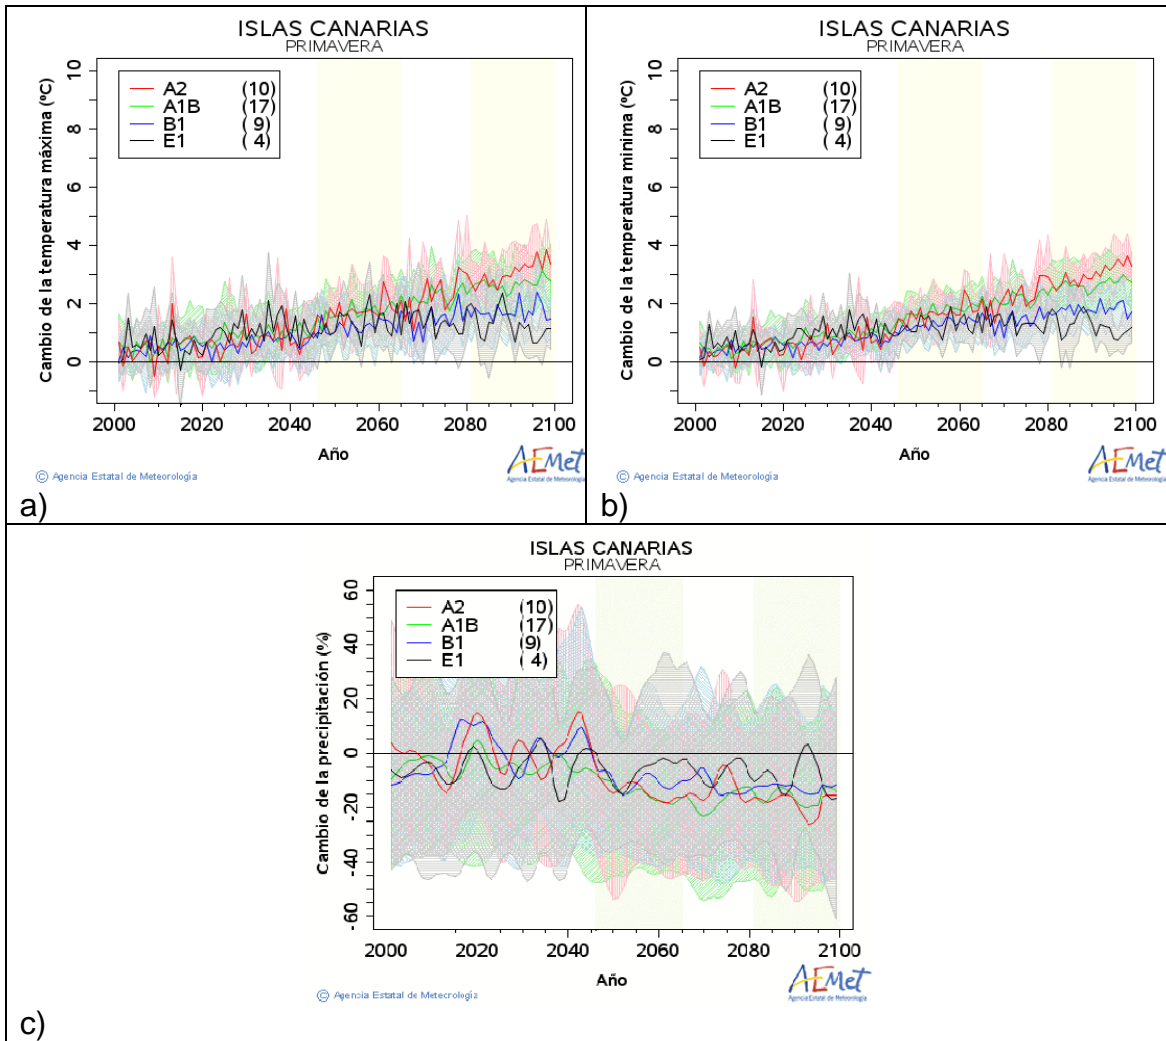 ISLAS CANARIAS
PRIMAVERA
Cambio de la temperatura máxima (ºC)
10
8
6
4
2
0
A2 (10)
A1B (17)
B1 ( 9)
E1 ( 4)
2000 2020 2040 2060 2080 2100
Año
© Agencia Estatal de Meteorología
AEMet
Agencia Estatal de Meteorología
a)
ISLAS CANARIAS
PRIMAVERA
Cambio de la temperatura minima (ºC)
10
8
6
4
2
0
A2 (10)
A1B (17)
B1 ( 9)
E1 ( 4)
2000 2020 2040 2060 2080 2100
Año
© Agencia Estatal de Meteorología
AEMet
Agencia Estatal de Meteorología
b)
ISLAS CANARIAS
PRIMAVERA
Cambio de la precipitación (%)
60
40
20
0
-20
-40
-60
A2 (10)
A1B (17)
B1 (9)
E1 ( 4)
2000 2020 2040 2060 2080 2100
Año
© Agencia Estatal de Meteorología
AEMet
Agencia Estatal de Meteorología
c)